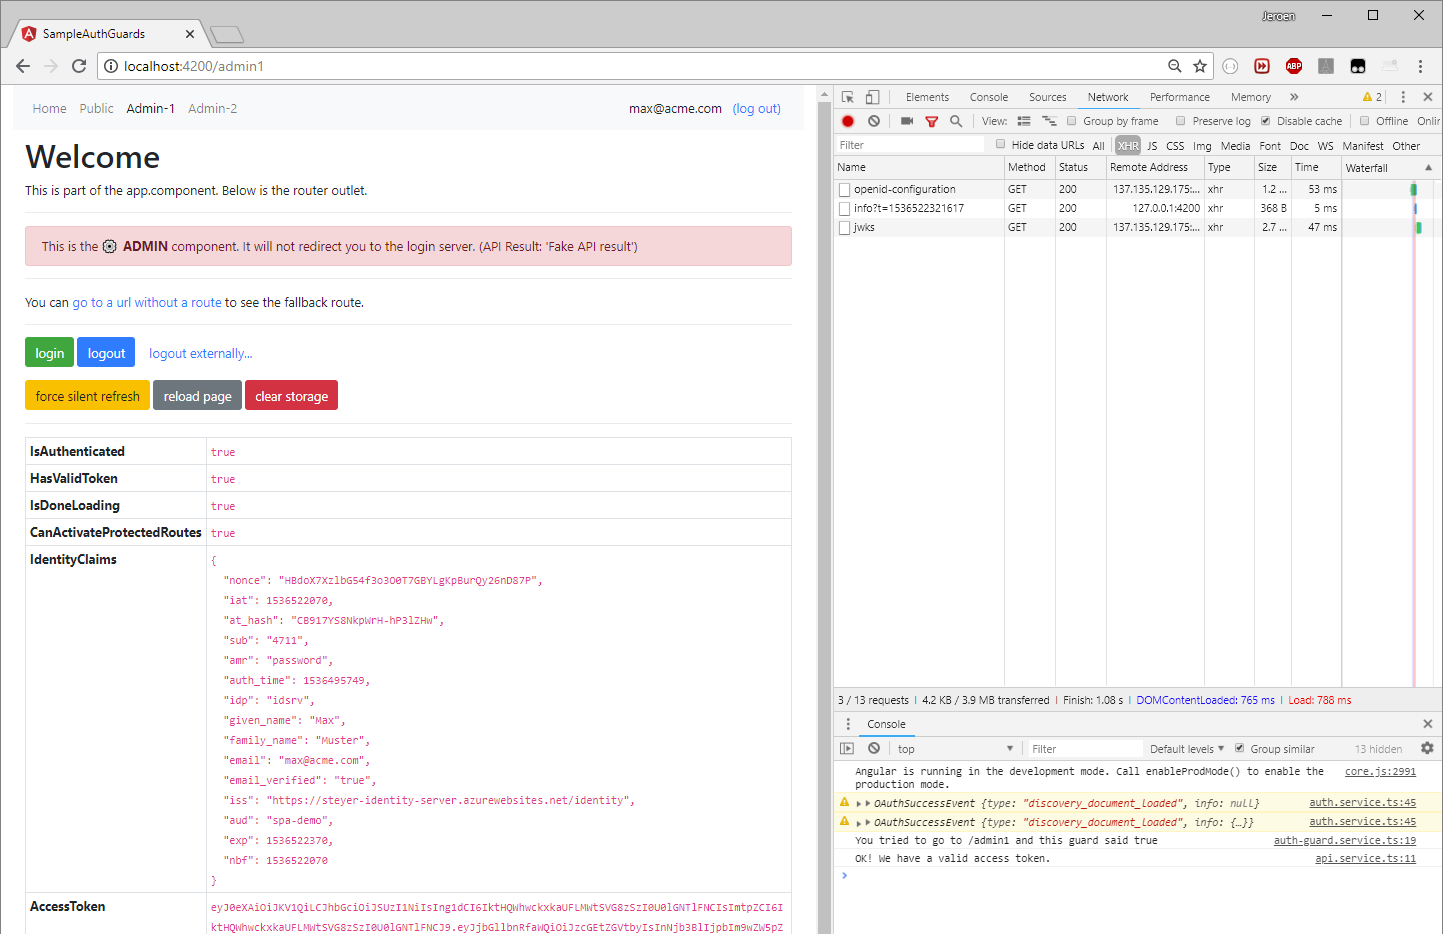 Jeroen
SampleAuthGuards
localhost:4200/admin1
ABP
Home Public Admin-1 Admin-2 max@acme.com (log out)
Welcome
This is part of the app.component. Below is the router outlet.
This is the ADMIN component. It will not redirect you to the login server. (API Result: 'Fake API result')
You can go to a url without a route to see the fallback route.
login logout logout externally...
force silent refresh reload page clear storage
IsAuthenticated true
HasValidToken true
IsDoneLoading true
CanActivateProtectedRoutes true
IdentityClaims {
"nonce": "HBdoX7XzlbG54f3o3O0T7GBYLgKpBurQy26nD87P",
"iat": 1536522070,
"at_hash": "CB917YS8NkpWrH-hP3lZHw",
"sub": "4711",
"amr": "password",
"auth_time": 1536495749,
"idp": "idsrv",
"given_name": "Max",
"family_name": "Muster",
"email": "max@acme.com",
"email_verified": "true",
"iss": "https://steyer-identity-server.azurewebsites.net/identity",
"aud": "spa-demo",
"exp": 1536522370,
"nbf": 1536522070
}
AccessToken eyJ0eXAiOiJKV1QiLCJhbGciOiJSUzI1NiIsIng1dCI6IktHQWhwckxkaUFLMWtSVG8zSzI0U0lGNTlFNCIsImtpZCI6I
ktHQWhwckxkaUFLMWtSVG8zSzI0U0lGNTlFNCJ9.eyJjbGllbnRfaWQiOiJzcGEtZGVtbyIsInNjb3BlIjpbIm9wZW5pZ
Elements Console Sources Network Performance Memory » 2
View: Group by frame Preserve log Disable cache Offline Onlir
Filter Hide data URLs All XHR JS CSS Img Media Font Doc WS Manifest Other
Name Method Status Remote Address Type Size Time Waterfall
openid-configuration GET 200 137.135.129.175:... xhr 1.2 ... 53 ms
info?t=1536522321617 GET 200 127.0.0.1:4200 xhr 368 B 5 ms
jwks GET 200 137.135.129.175:... xhr 2.7 ... 47 ms
3 / 13 requests | 4.2 KB / 3.9 MB transferred | Finish: 1.08 s | DOMContentLoaded: 765 ms | Load: 788 ms
Console
top Filter Default levels Group similar 13 hidden
Angular is running in the development mode. Call enableProdMode() to enable the core.js:2991
production mode.
OAuthSuccessEvent {type: "discovery_document_loaded", info: null} auth.service.ts:45
OAuthSuccessEvent {type: "discovery_document_loaded", info: {…}} auth.service.ts:45
You tried to go to /admin1 and this guard said true auth-guard.service.ts:19
OK! We have a valid access token. api.service.ts:11